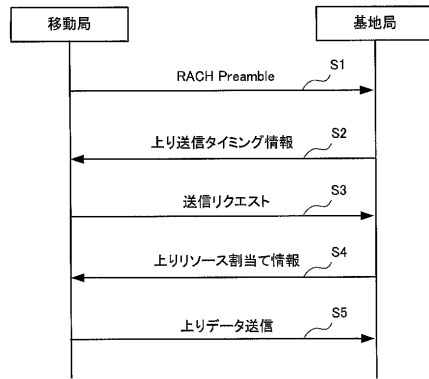 移動局
基地局
S1
RACH Preamble
S2
上り送信タイミング情報
S3
送信リクエスト
S4
上りリソース割当て情報
S5
上りデータ送信